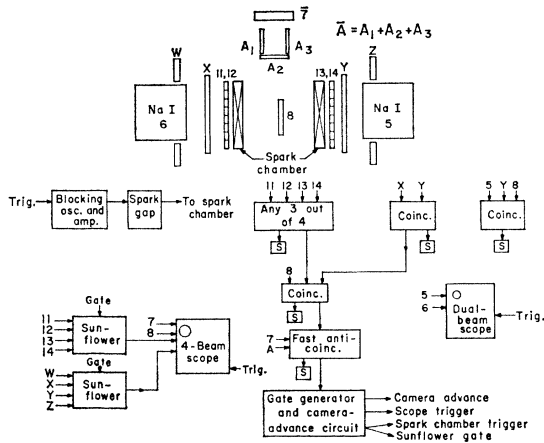 7̅
A̅ = A₁+A₂+A₃
A₁ A₃
A₂
W
X
11,12
13,14
Y
Z
Na I
6
8
Na I
5
Spark
chamber
11 12 13 14
X Y
5 Y 8
Trig.
Blocking
osc. and
amp.
Spark
gap
To spark
chamber
Any 3 out
of 4
Coinc.
Coinc.
S
S
S
8
Coinc.
S
5
6
Dual-
beam
scope
Trig.
Gate
11
12
13
14
Sun-
flower
7
8
4-Beam
scope
Trig.
Gate
W
X
Y
Z
Sun-
flower
7
A
Fast anti-
coinc.
S
Gate generator
and camera-
advance circuit
Camera advance
Scope trigger
Spark chamber trigger
Sunflower gate